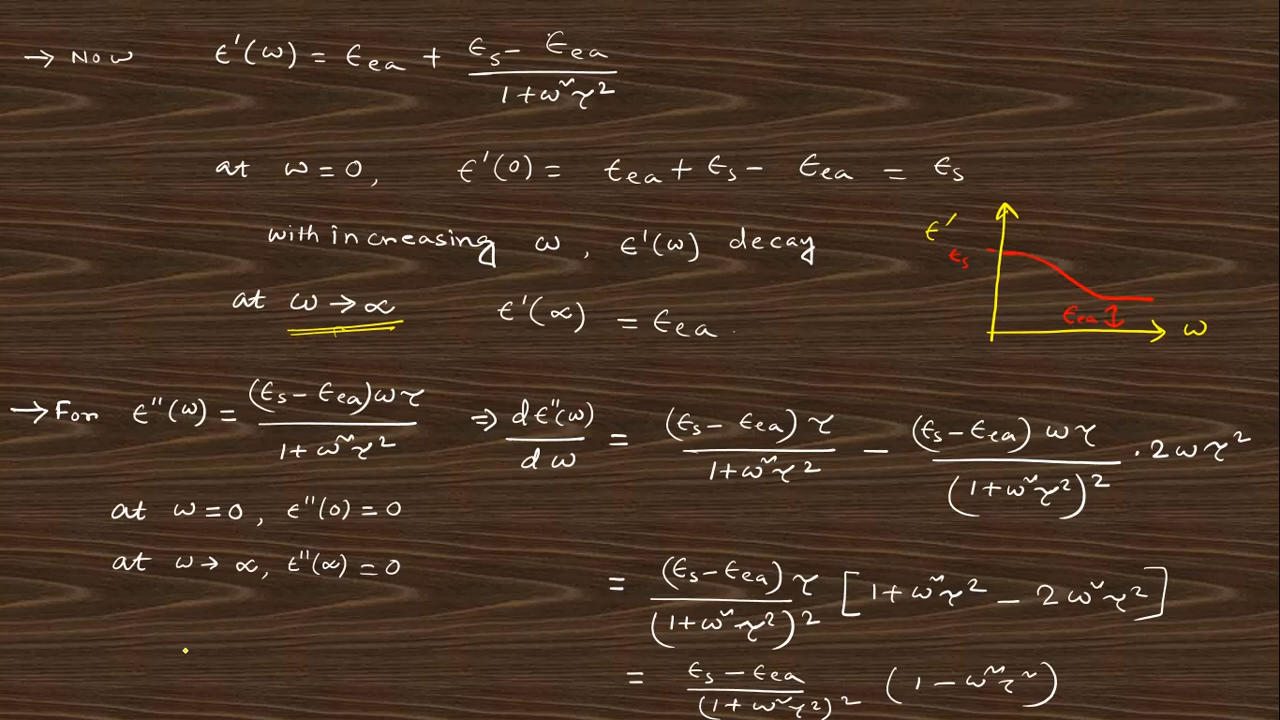 → Now ϵ'(ω) = ϵea + (ϵs - ϵea)/(1+ω²τ²)
at ω = 0, ϵ'(0) = ϵea + ϵs - ϵea = ϵs
with increasing ω, ϵ'(ω) decay
at ω → ∝ ϵ'(∝) = ϵea.
ϵ'
ϵs
ϵea ↕
ω
→ For ϵ''(ω) = (ϵs - ϵea)ωτ/(1+ω²τ²) ⇒ dϵ''(ω)/dω = (ϵs - ϵea)τ/(1+ω²τ²) - (ϵs - ϵea)ωτ/(1+ω²τ²)² . 2ωτ²
at ω = 0, ϵ''(0) = 0
at ω → ∝, ϵ''(∝) = 0
= (ϵs - ϵea)τ/(1+ω²τ²)² [1+ω²τ² - 2ω²τ²]
= ϵs - ϵea/(1+ω²τ²)² (1-ω²τ²)